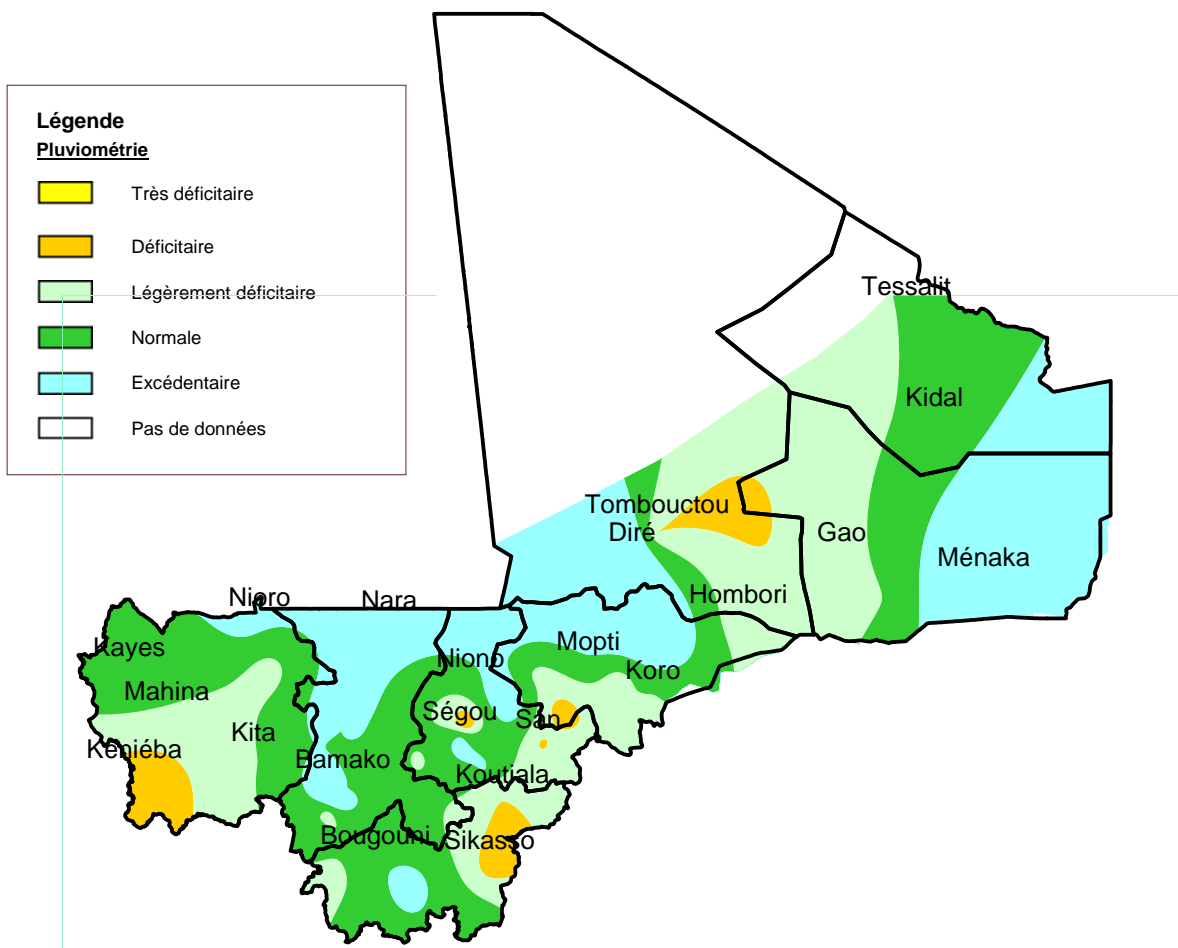 Légende
Pluviométrie
Très déficitaire
Déficitaire
Légèrement déficitaire
Normale
Excédentaire
Pas de données
Tessalit
Kidal
Tombouctou
Diré
Gao
Ménaka
Hombori
Nioro
Nara
Kayes
Niono
Mopti
Koro
Mahina
Ségou
San
Kéniéba
Kita
Bamako
Koutiala
Bougouni
Sikasso